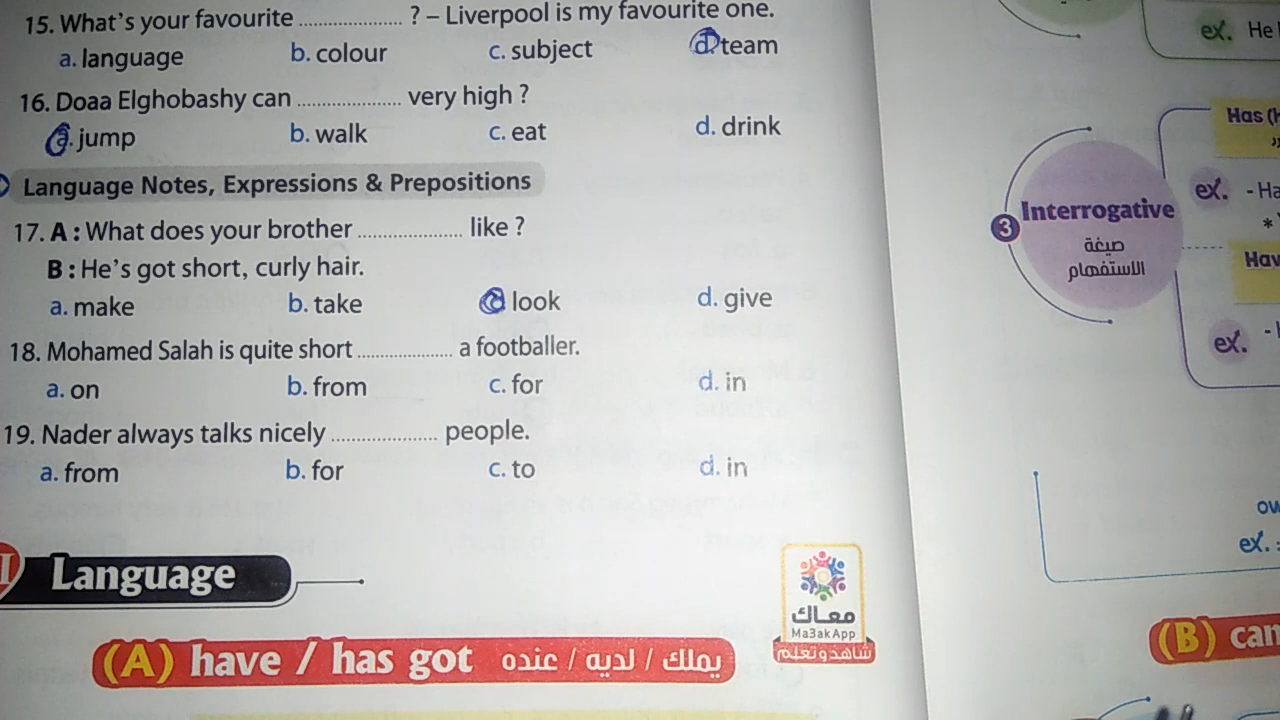 15. What's your favourite .................... ? – Liverpool is my favourite one.
a. language b. colour c. subject d. team
16. Doaa Elghobashy can .................... very high ?
a. jump b. walk c. eat d. drink
Language Notes, Expressions & Prepositions
17. A : What does your brother .................... like ?
B : He's got short, curly hair.
a. make b. take c. look d. give
18. Mohamed Salah is quite short .................... a footballer.
a. on b. from c. for d. in
19. Nader always talks nicely .................... people.
a. from b. for c. to d. in
Language
(A) have / has got يملك / لديه / عنده
معاك
Ma3akApp
شاهد وتعلم
ex. He
Has
3 Interrogative
صيغة
الاستفهام
ex. - Ha
*
Hav
ex. -
ex. :
(B) can